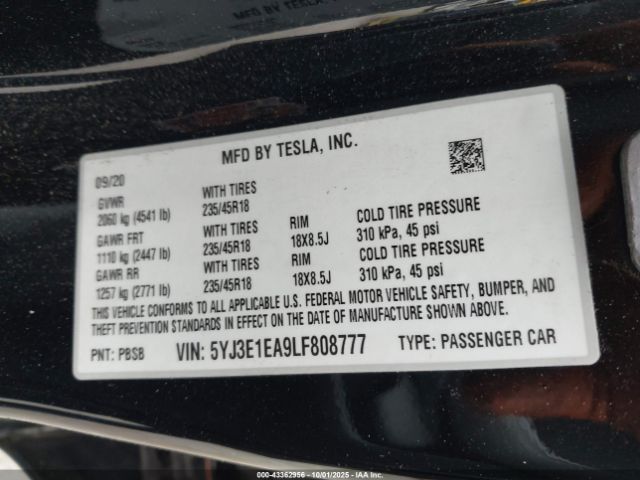 MFD BY TESLA, INC.
09/20
GVWR WITH TIRES
2060 kg (4541 lb) 235/45R18
GAWR FRT WITH TIRES RIM COLD TIRE PRESSURE
1110 kg (2447 lb) 235/45R18 18X8.5J 310 kPa, 45 psi
GAWR RR WITH TIRES RIM COLD TIRE PRESSURE
1257 kg (2771 lb) 235/45R18 18X8.5J 310 kPa, 45 psi
THIS VEHICLE CONFORMS TO ALL APPLICABLE U.S. FEDERAL MOTOR VEHICLE SAFETY, BUMPER, AND
THEFT PREVENTION STANDARDS IN EFFECT ON THE DATE OF MANUFACTURE SHOWN ABOVE.
PNT: PBSB VIN: 5YJ3E1EA9LF808777 TYPE: PASSENGER CAR
000-43362956 - 10/01/2025 - IAA Inc.